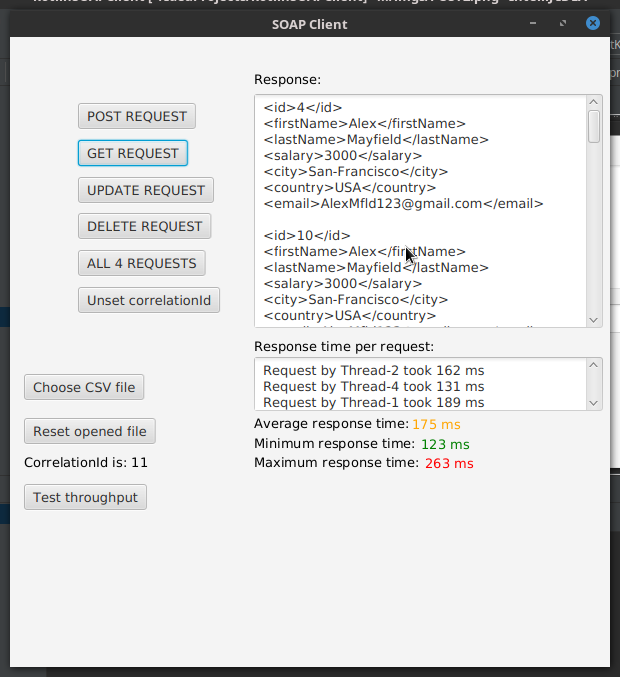 SOAP Client
Response:
POST REQUEST
GET REQUEST
UPDATE REQUEST
DELETE REQUEST
ALL 4 REQUESTS
Unset correlationId
<id>4</id>
<firstName>Alex</firstName>
<lastName>Mayfield</lastName>
<salary>3000</salary>
<city>San-Francisco</city>
<country>USA</country>
<email>AlexMfld123@gmail.com</email>
<id>10</id>
<firstName>Alex</firstName>
<lastName>Mayfield</lastName>
<salary>3000</salary>
<city>San-Francisco</city>
<country>USA</country>
Response time per request:
Request by Thread-2 took 162 ms
Request by Thread-4 took 131 ms
Request by Thread-1 took 189 ms
Choose CSV file
Reset opened file
CorrelationId is: 11
Test throughput
Average response time: 175 ms
Minimum response time: 123 ms
Maximum response time: 263 ms